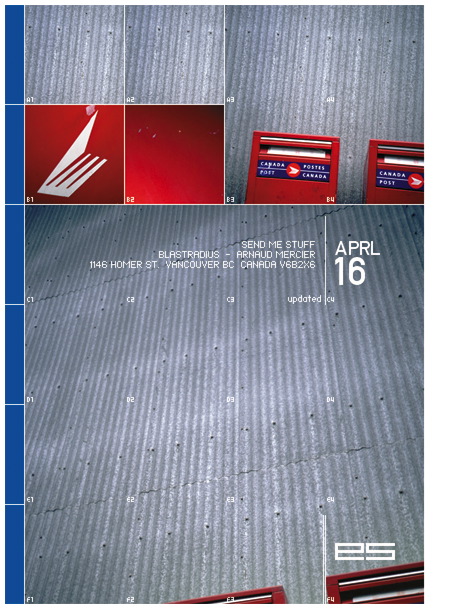 A1
A2
A3
A4
CANADA POSTES
POST CANADA
CANADA
POST
B1
B2
B3
B4
SEND ME STUFF
BLASTRADIUS - ARNAUD MERCIER
1146 HOMER ST. VANCOUVER BC CANADA V6B2X6
APRL
16
updated
C1
C2
C3
C4
D1
D2
D3
D4
E1
E2
E3
E4
es
F1
F2
F3
F4